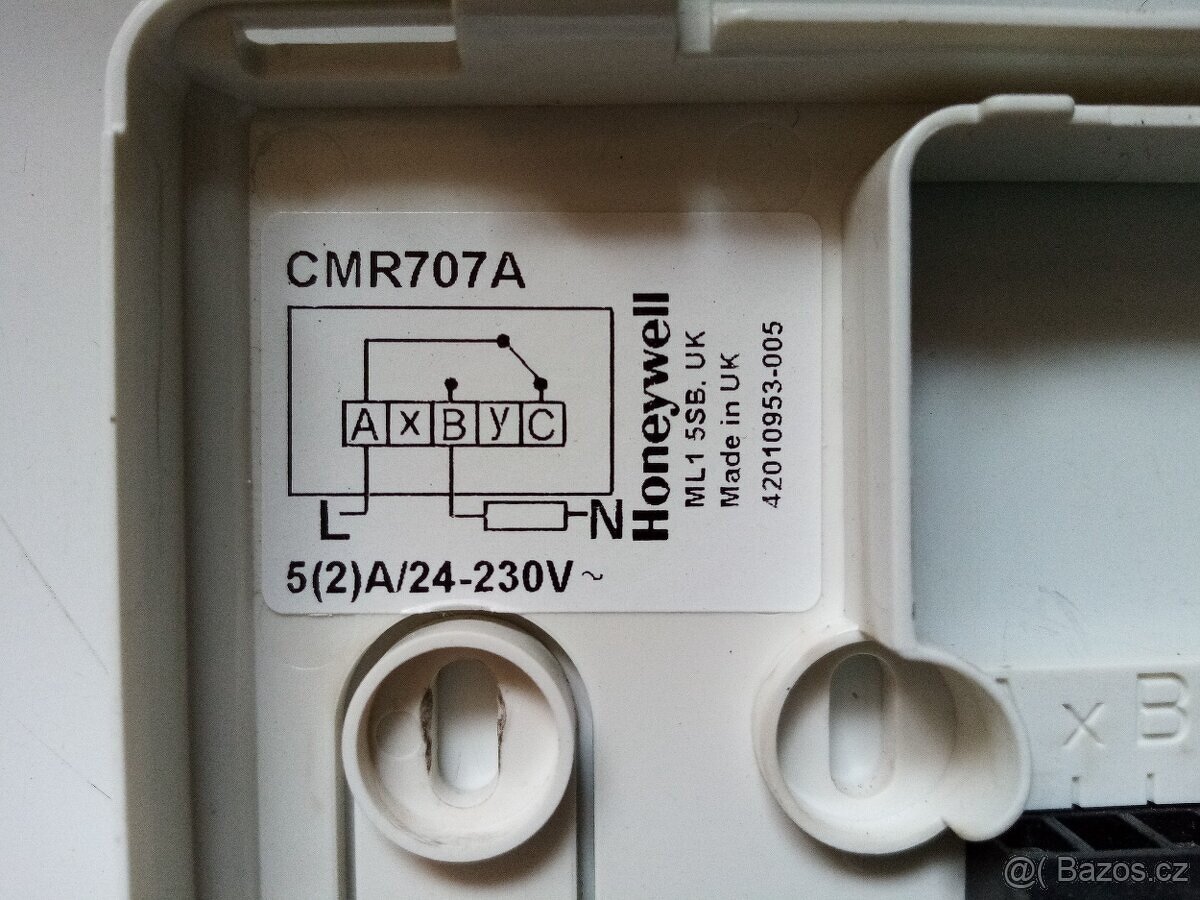 CMR707A
A x B y C
L N
5(2)A/24-230V~
Honeywell
ML1 5SB. UK
Made in UK
42010953-005
x B
@( Bazos.cz